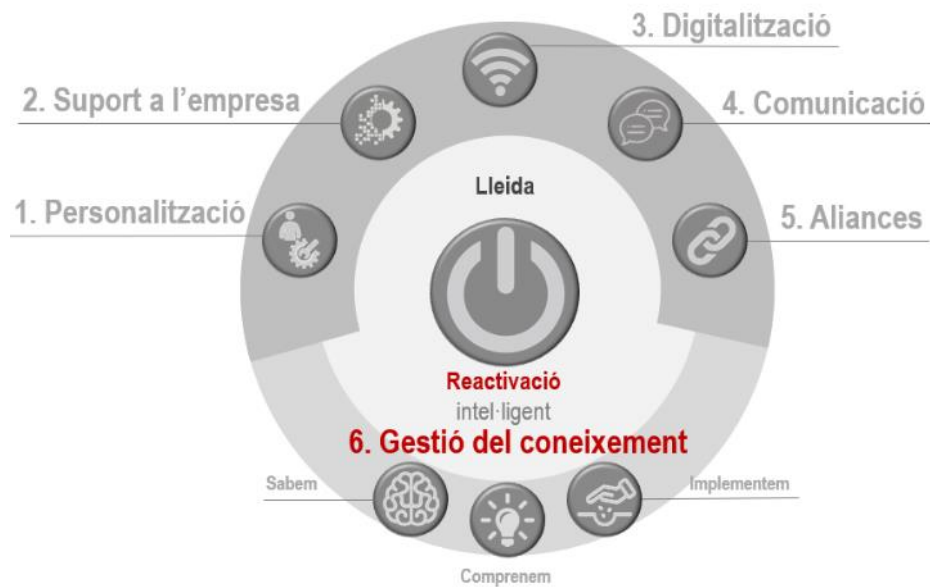 3. Digitalització
2. Suport a l’empresa
4. Comunicació
Lleida
1. Personalització
5. Aliances
Reactivació
intel·ligent
6. Gestió del coneixement
Sabem
Implementem
Comprenem